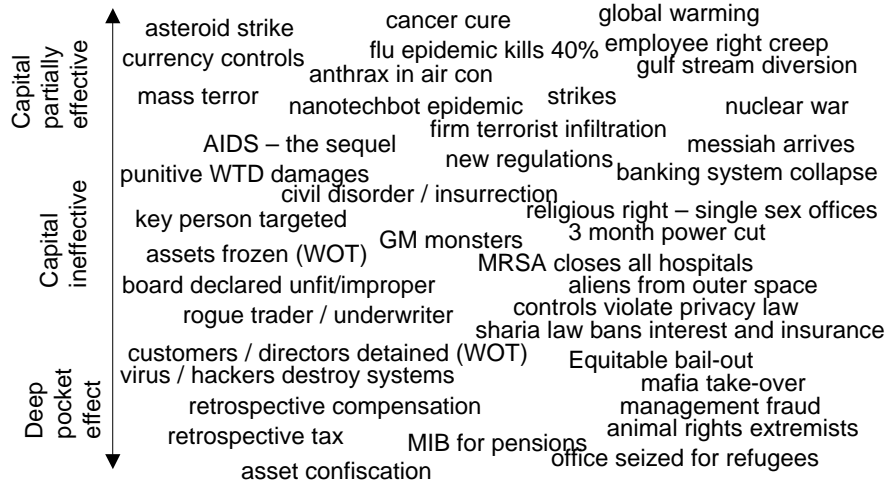 Capital
partially
effective
Capital
ineffective
Deep
pocket
effect
asteroid strike
cancer cure
global warming
currency controls
flu epidemic kills 40%
employee right creep
anthrax in air con
gulf stream diversion
mass terror
nanotechbot epidemic
strikes
nuclear war
AIDS – the sequel
firm terrorist infiltration
messiah arrives
punitive WTD damages
new regulations
banking system collapse
civil disorder / insurrection
key person targeted
religious right – single sex offices
assets frozen (WOT)
GM monsters
3 month power cut
MRSA closes all hospitals
board declared unfit/improper
aliens from outer space
rogue trader / underwriter
controls violate privacy law
sharia law bans interest and insurance
customers / directors detained (WOT)
Equitable bail-out
virus / hackers destroy systems
mafia take-over
retrospective compensation
management fraud
retrospective tax
MIB for pensions
animal rights extremists
asset confiscation
office seized for refugees